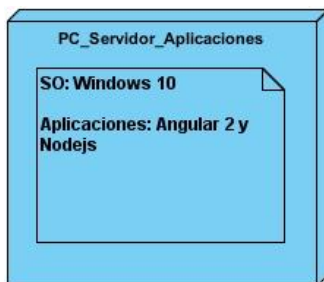 PC_Servidor_Aplicaciones
SO: Windows 10
Aplicaciones: Angular 2 y
Nodejs